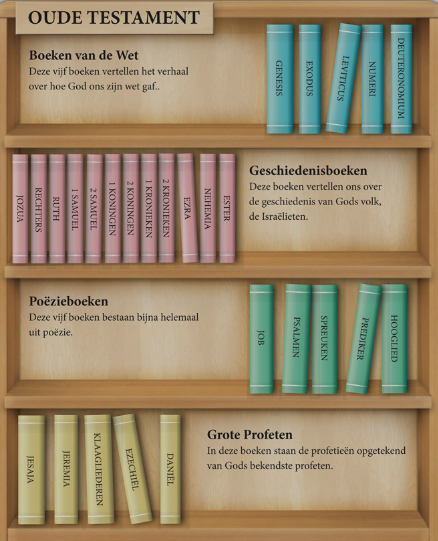 OUDE TESTAMENT
Boeken van de Wet
Deze vijf boeken vertellen het verhaal
over hoe God ons zijn wet gaf..
GENESIS
EXODUS
LEVITICUS
NUMERI
DEUTERONOMIUM
JOZUA
RECHTERS
RUTH
1 SAMUEL
2 SAMUEL
1 KONINGEN
2 KONINGEN
1 KRONIEKEN
2 KRONIEKEN
EZRA
NEHEMIA
ESTER
Geschiedenisboeken
Deze boeken vertellen ons over
de geschiedenis van Gods volk,
de Israëlieten.
Poëzieboeken
Deze vijf boeken bestaan bijna helemaal
uit poëzie.
JOB
PSALMEN
SPREUKEN
PREDIKER
HOOGLIED
JESAJA
JEREMIA
KLAAGLIEDEREN
EZECHIËL
DANIËL
Grote Profeten
In deze boeken staan de profetieën opgetekend
van Gods bekendste profeten.